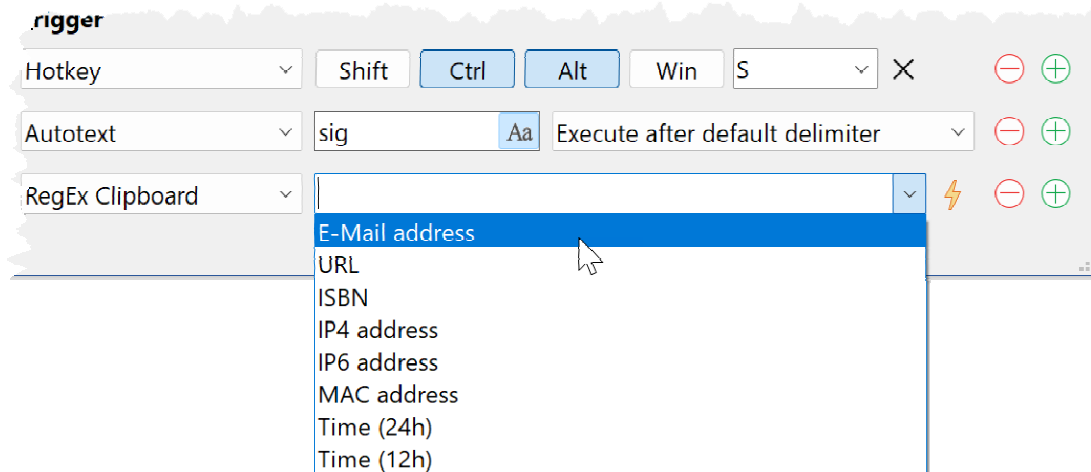 rigger
Hotkey Shift Ctrl Alt Win S
Autotext sig Aa Execute after default delimiter
RegEx Clipboard
E-Mail address
URL
ISBN
IP4 address
IP6 address
MAC address
Time (24h)
Time (12h)